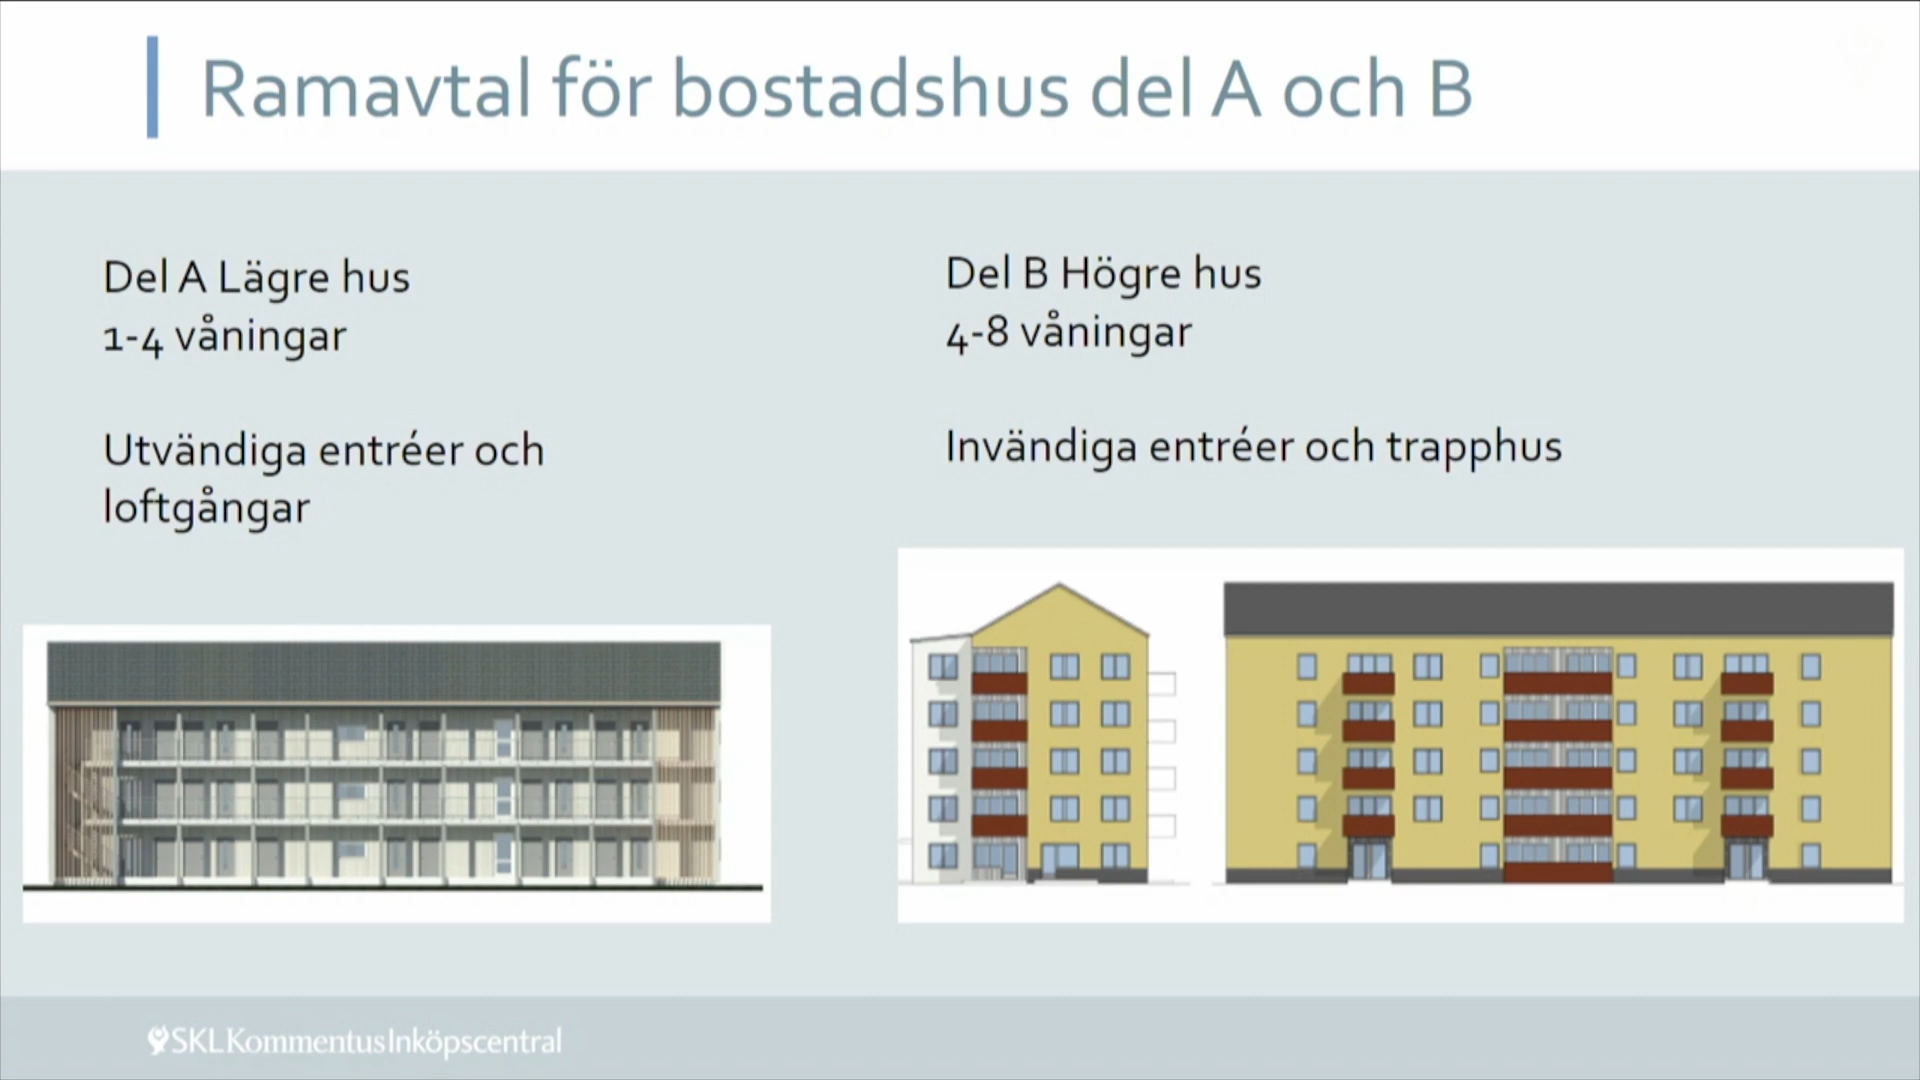 Ramavtal för bostadshus del A och B
Del A Lägre hus
1-4 våningar
Utvändiga entréer och
loftgångar
Del B Högre hus
4-8 våningar
Invändiga entréer och trapphus
SKL Kommentus Inköpscentral